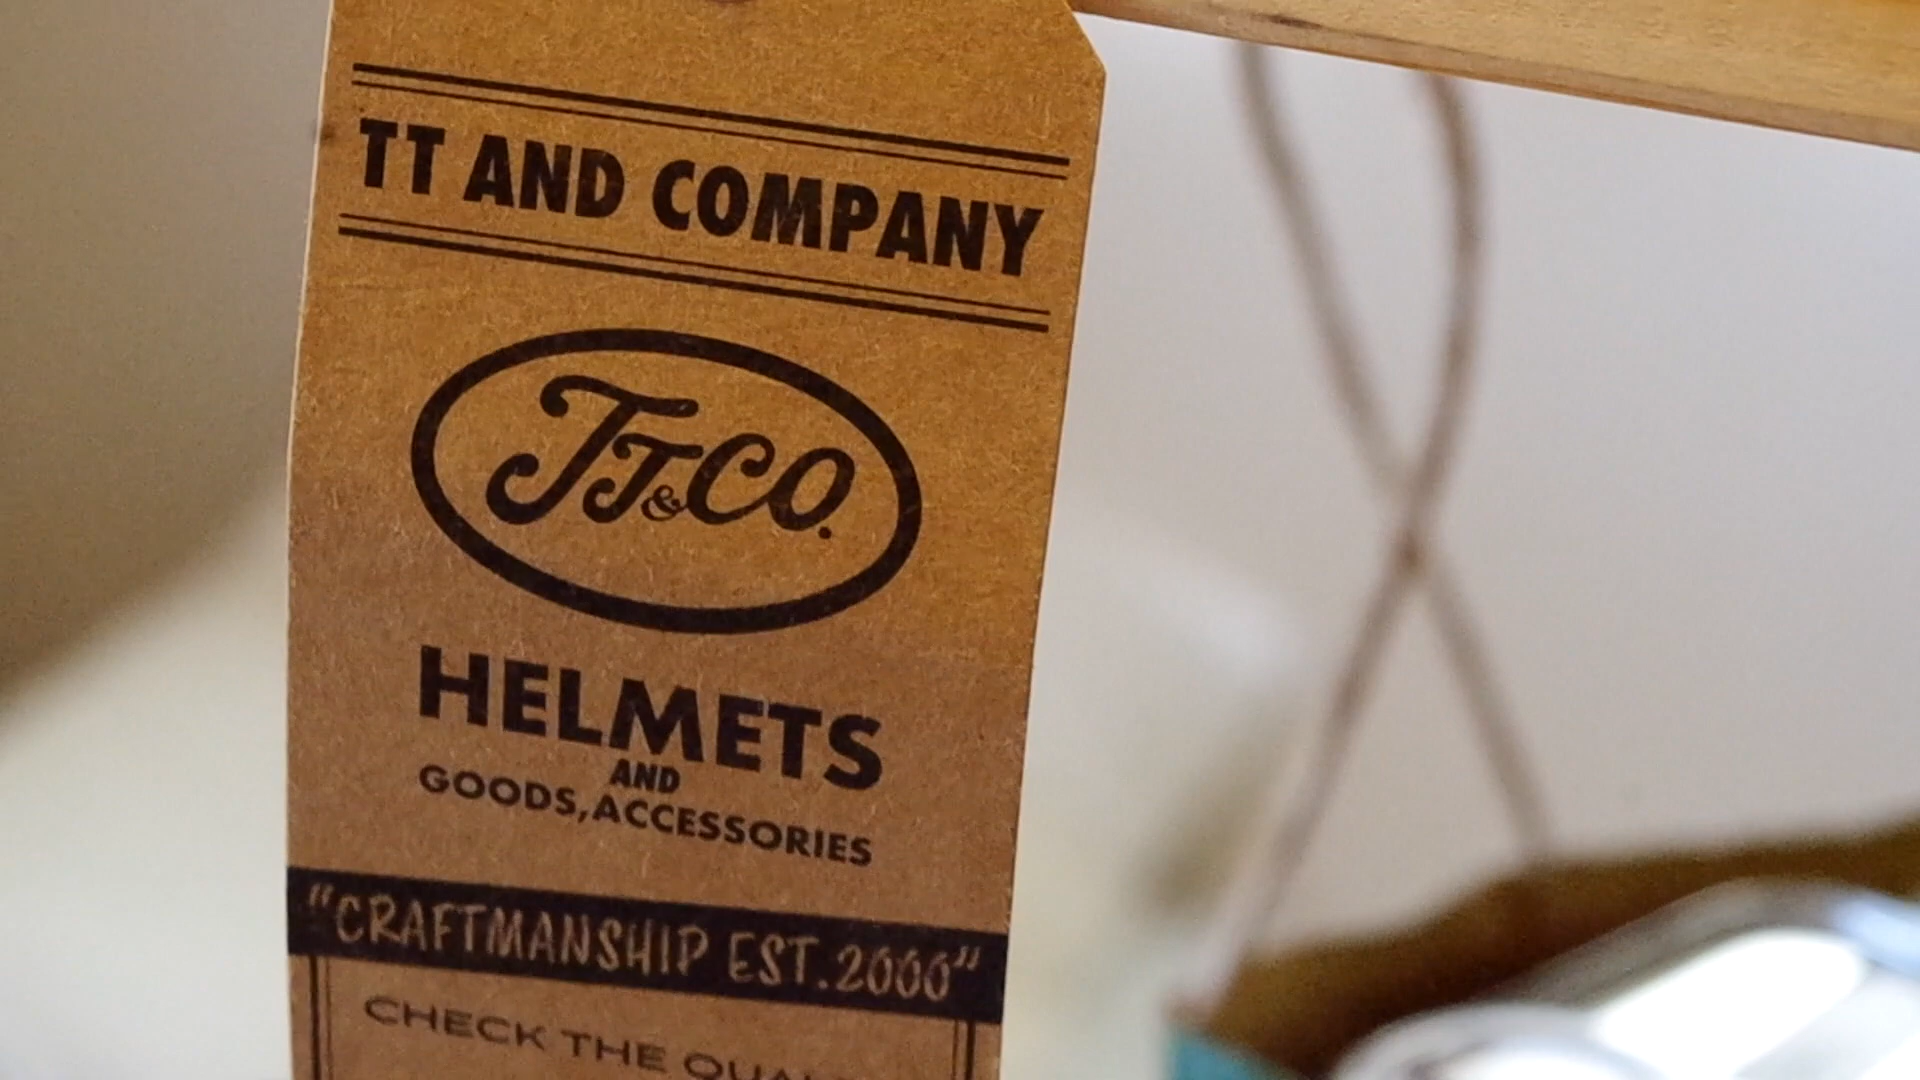 TT AND COMPANY
TT&CO.
HELMETS
AND
GOODS, ACCESSORIES
"CRAFTMANSHIP EST.2000"
CHECK THE